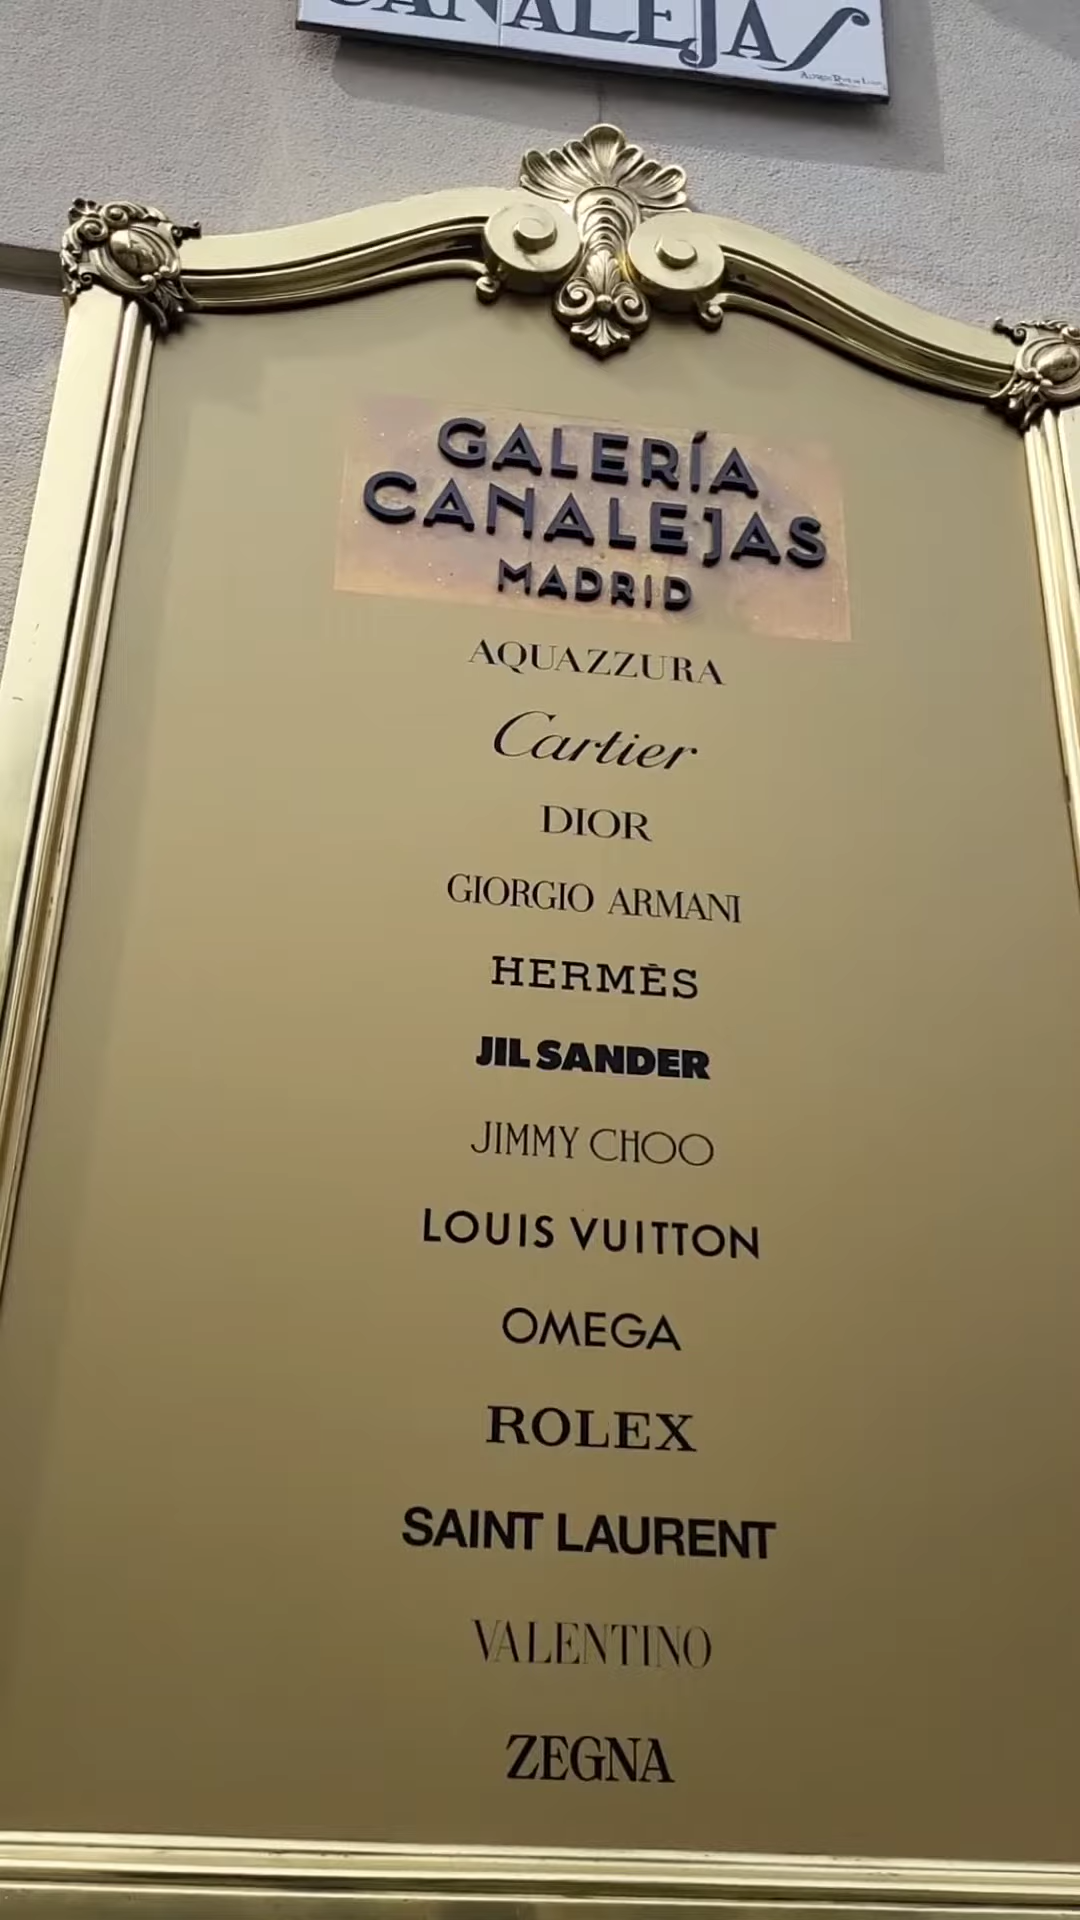 CANALEJAS
GALERÍA
CANALEJAS
MADRID
AQUAZZURA
Cartier
DIOR
GIORGIO ARMANI
HERMÈS
JIL SANDER
JIMMY CHOO
LOUIS VUITTON
OMEGA
ROLEX
SAINT LAURENT
VALENTINO
ZEGNA